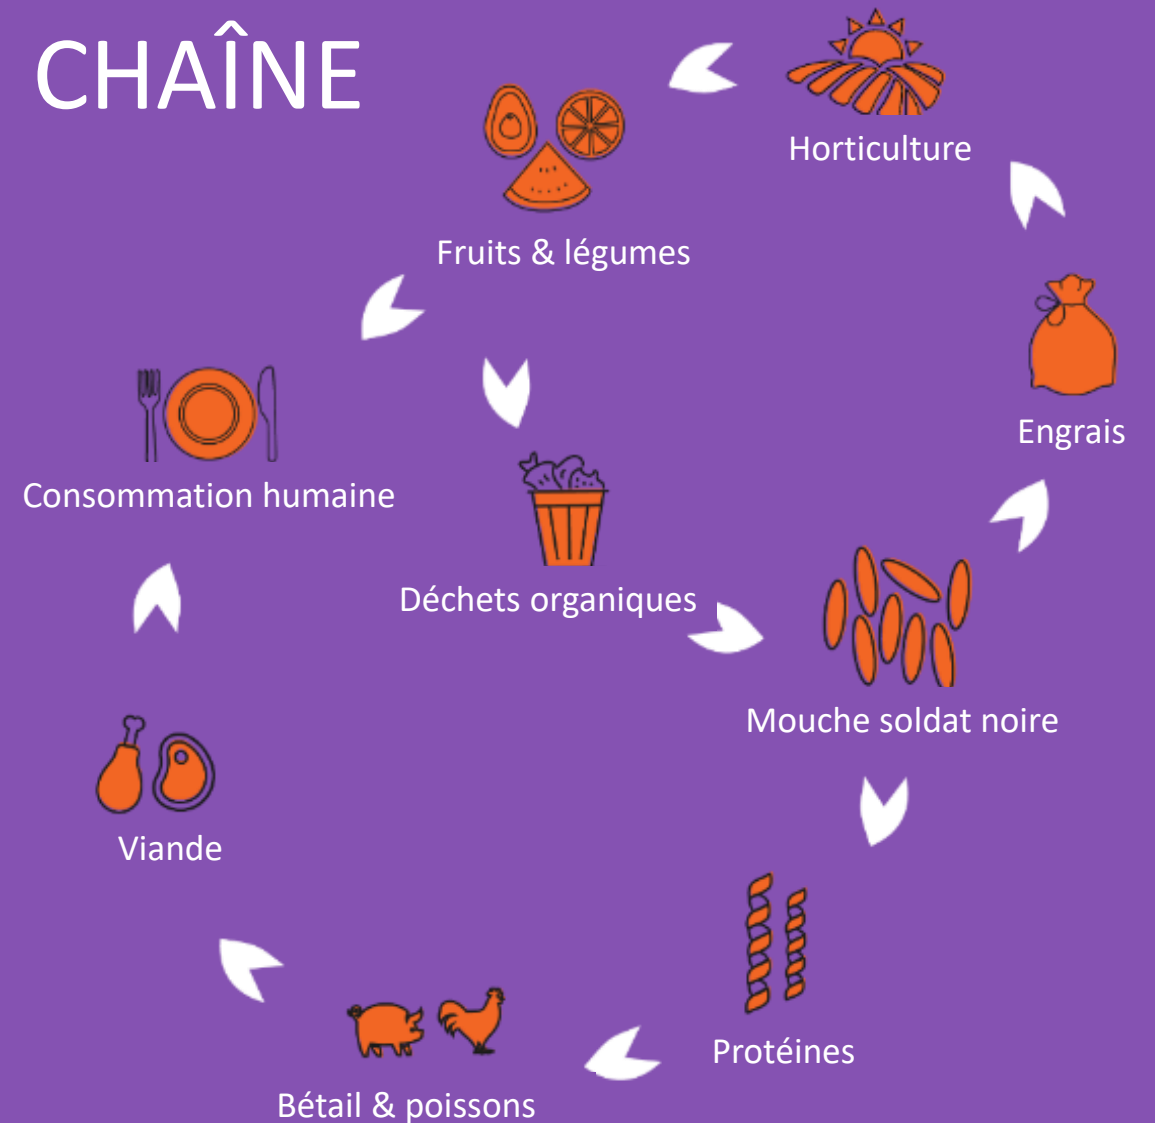 CHAÎNE
Horticulture
Fruits & légumes
Engrais
Consommation humaine
Déchets organiques
Mouche soldat noire
Viande
Protéines
Bétail & poissons